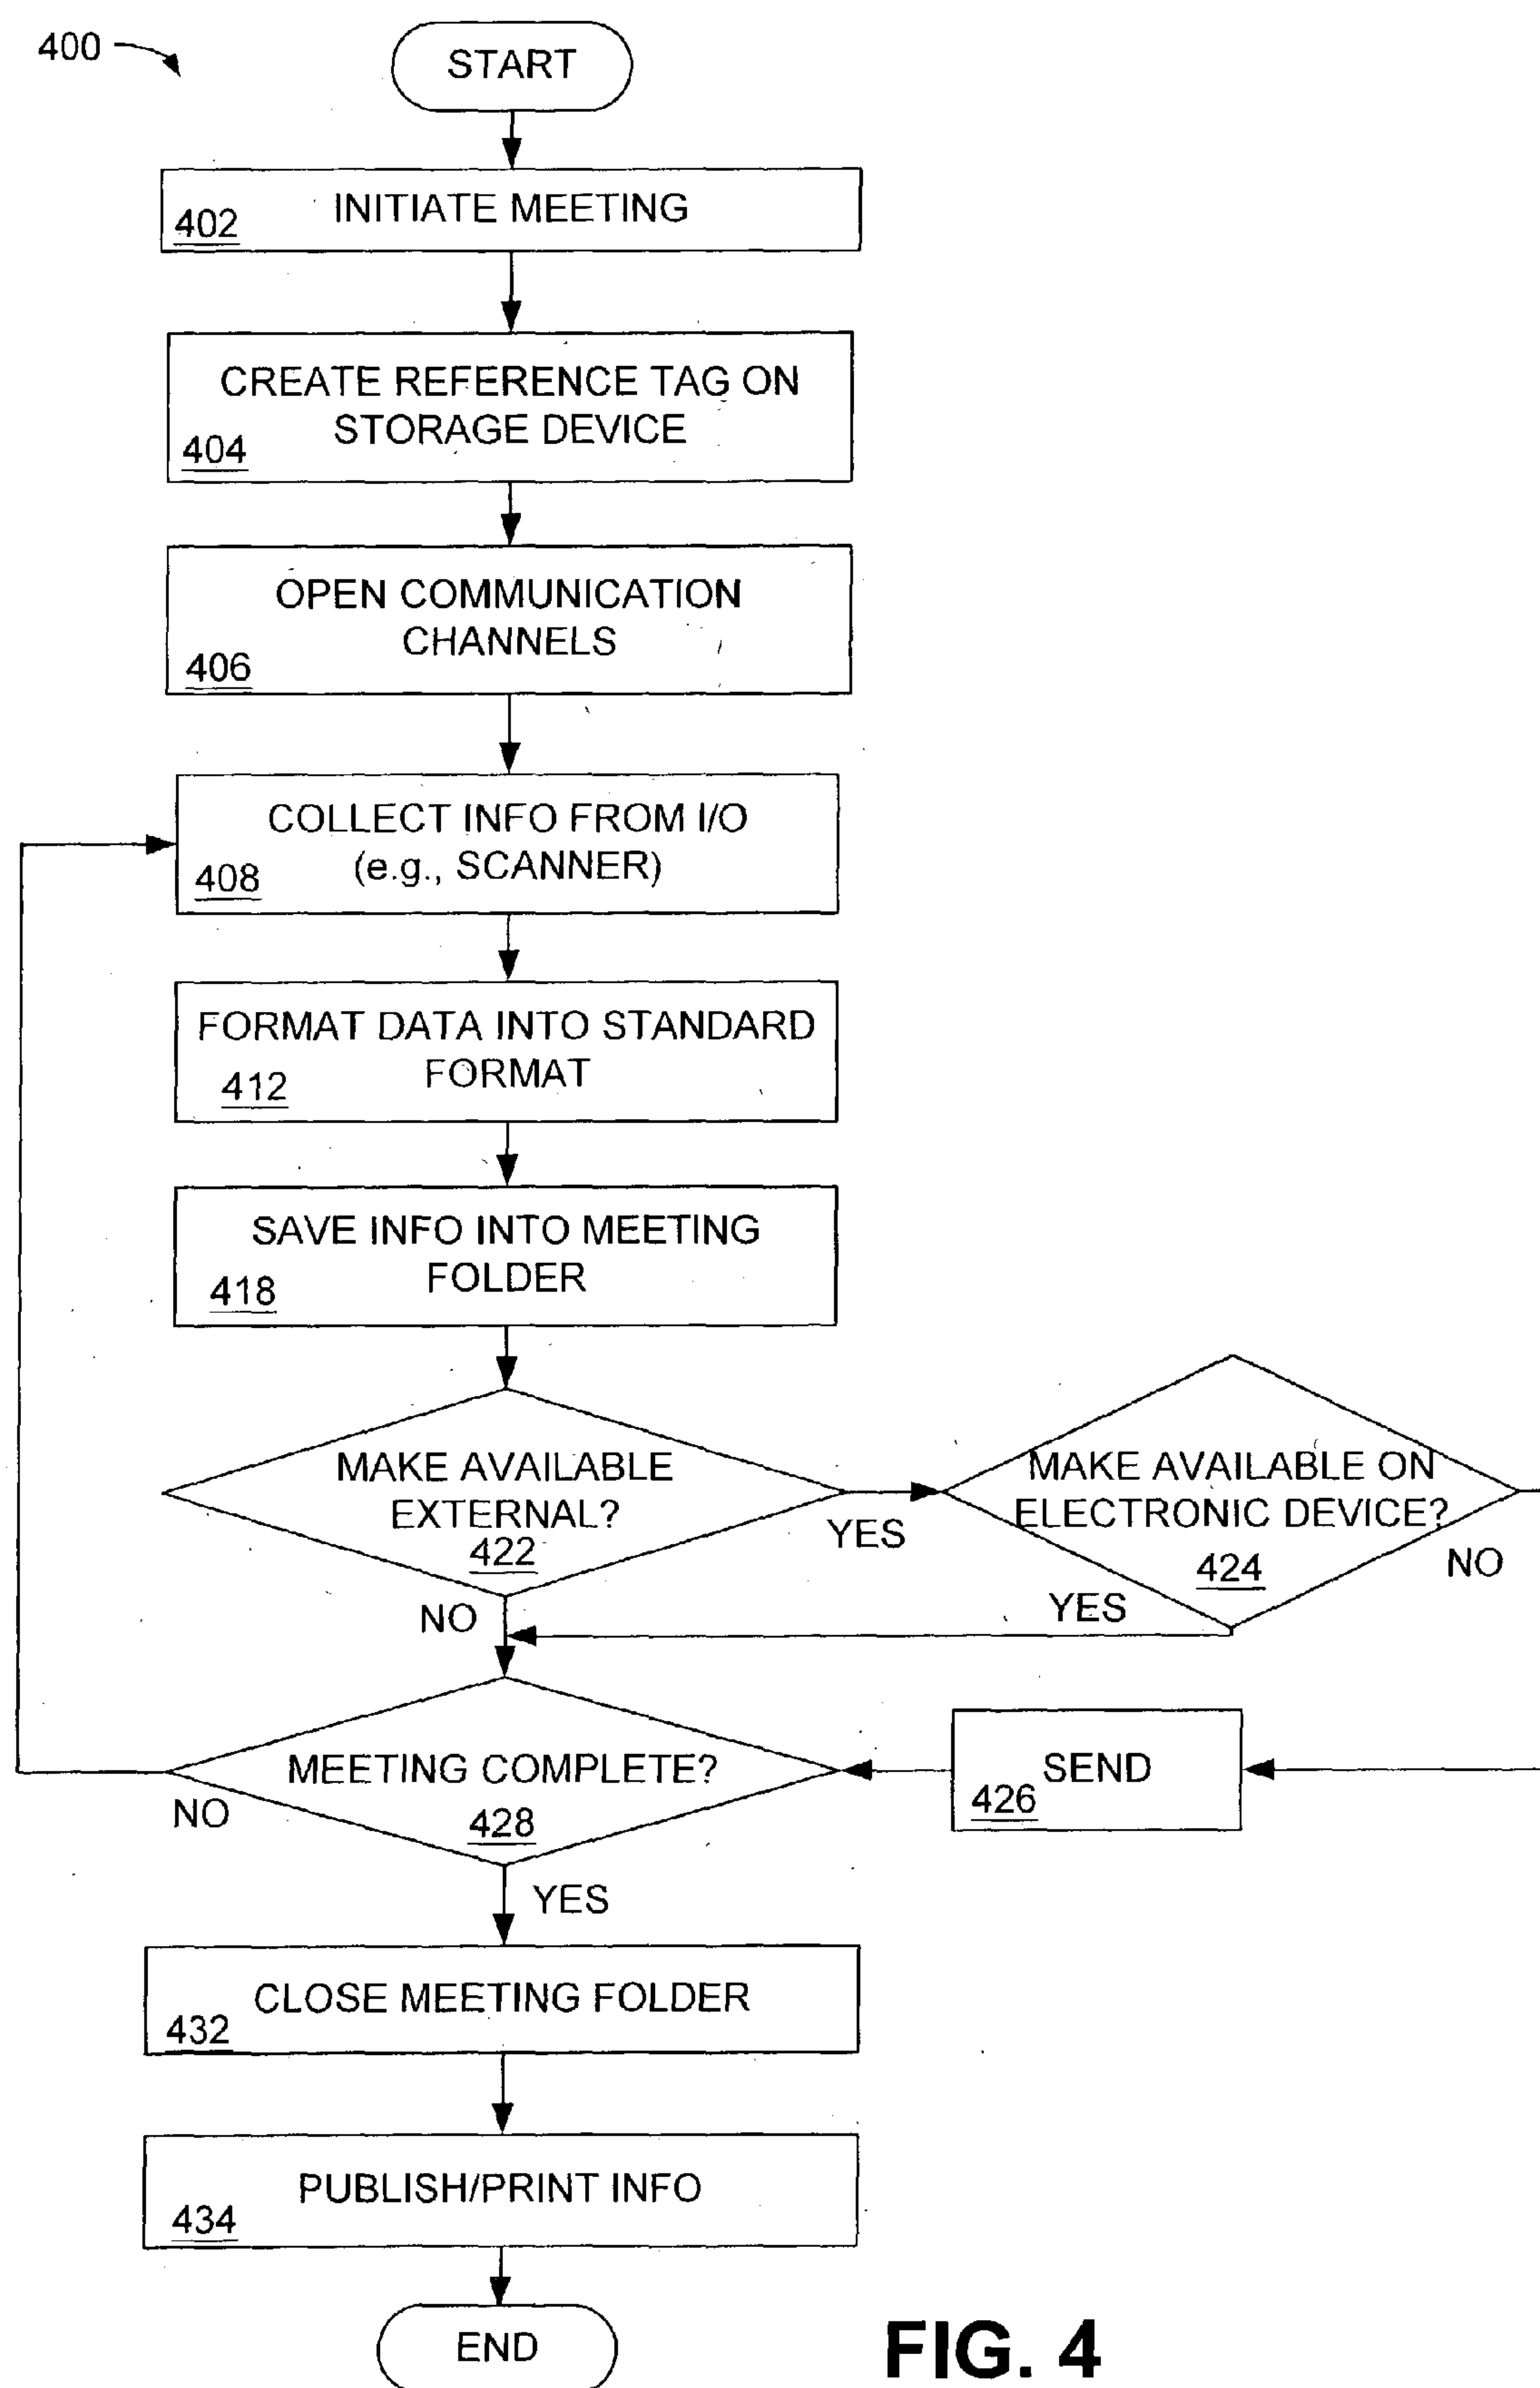 400
START
INITIATE MEETING
402
CREATE REFERENCE TAG ON
STORAGE DEVICE
404
OPEN COMMUNICATION
CHANNELS
406
COLLECT INFO FROM I/O
(e.g., SCANNER)
408
FORMAT DATA INTO STANDARD
FORMAT
412
SAVE INFO INTO MEETING
FOLDER
418
MAKE AVAILABLE
EXTERNAL?
422
YES
MAKE AVAILABLE ON
ELECTRONIC DEVICE?
424
NO
YES
NO
MEETING COMPLETE?
428
NO
SEND
426
YES
CLOSE MEETING FOLDER
432
PUBLISH/PRINT INFO
434
END
FIG. 4